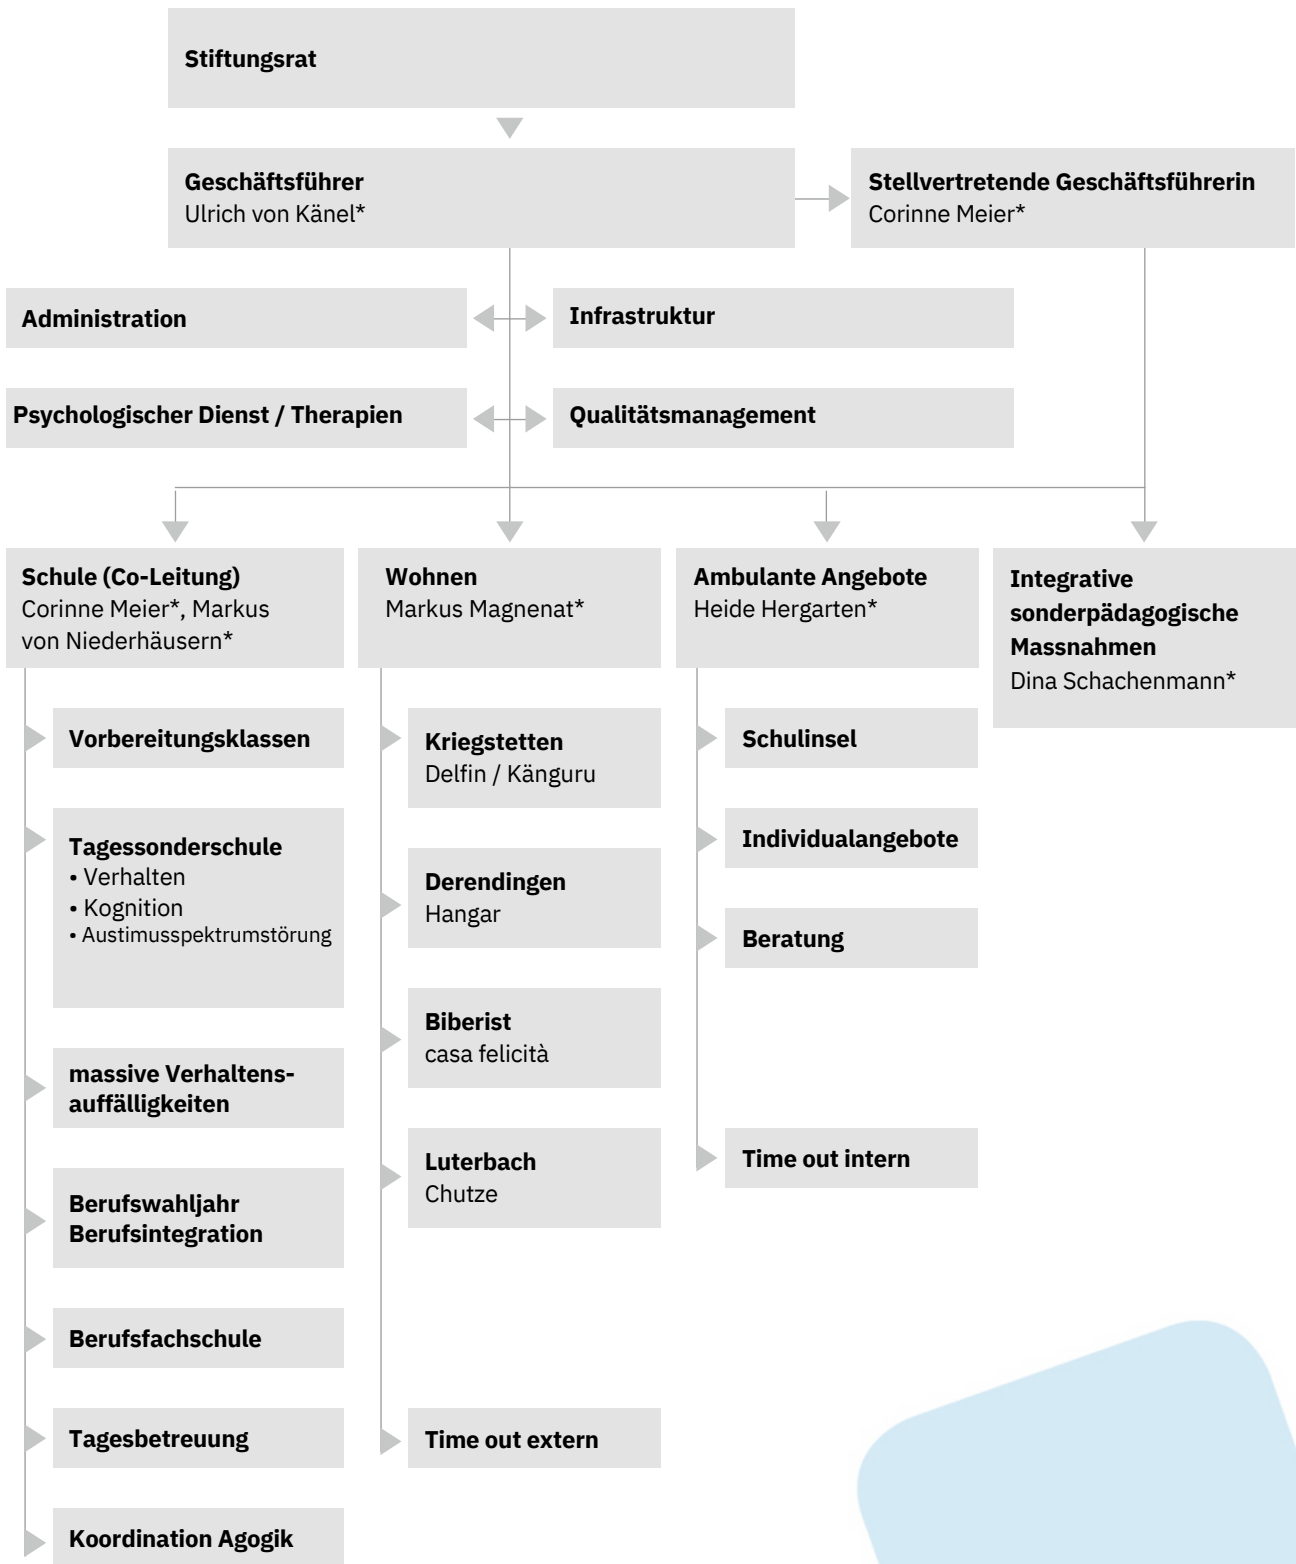 Stiftungsrat
Geschäftsführer
Ulrich von Känel*
Stellvertretende Geschäftsführerin
Corinne Meier*
Administration
Infrastruktur
Psychologischer Dienst / Therapien
Qualitätsmanagement
Schule (Co-Leitung)
Corinne Meier*, Markus
von Niederhäusern*
Wohnen
Markus Magnenat*
Ambulante Angebote
Heide Hergarten*
Integrative
sonderpädagogische
Massnahmen
Dina Schachenmann*
Vorbereitungsklassen
Tagessonderschule
• Verhalten
• Kognition
• Austimusspektrumstörung
massive Verhaltens-
auffälligkeiten
Berufswahljahr
Berufsintegration
Berufsfachschule
Tagesbetreuung
Koordination Agogik
Kriegstetten
Delfin / Känguru
Derendingen
Hangar
Biberist
casa felicità
Luterbach
Chutze
Time out extern
Schulinsel
Individualangebote
Beratung
Time out intern